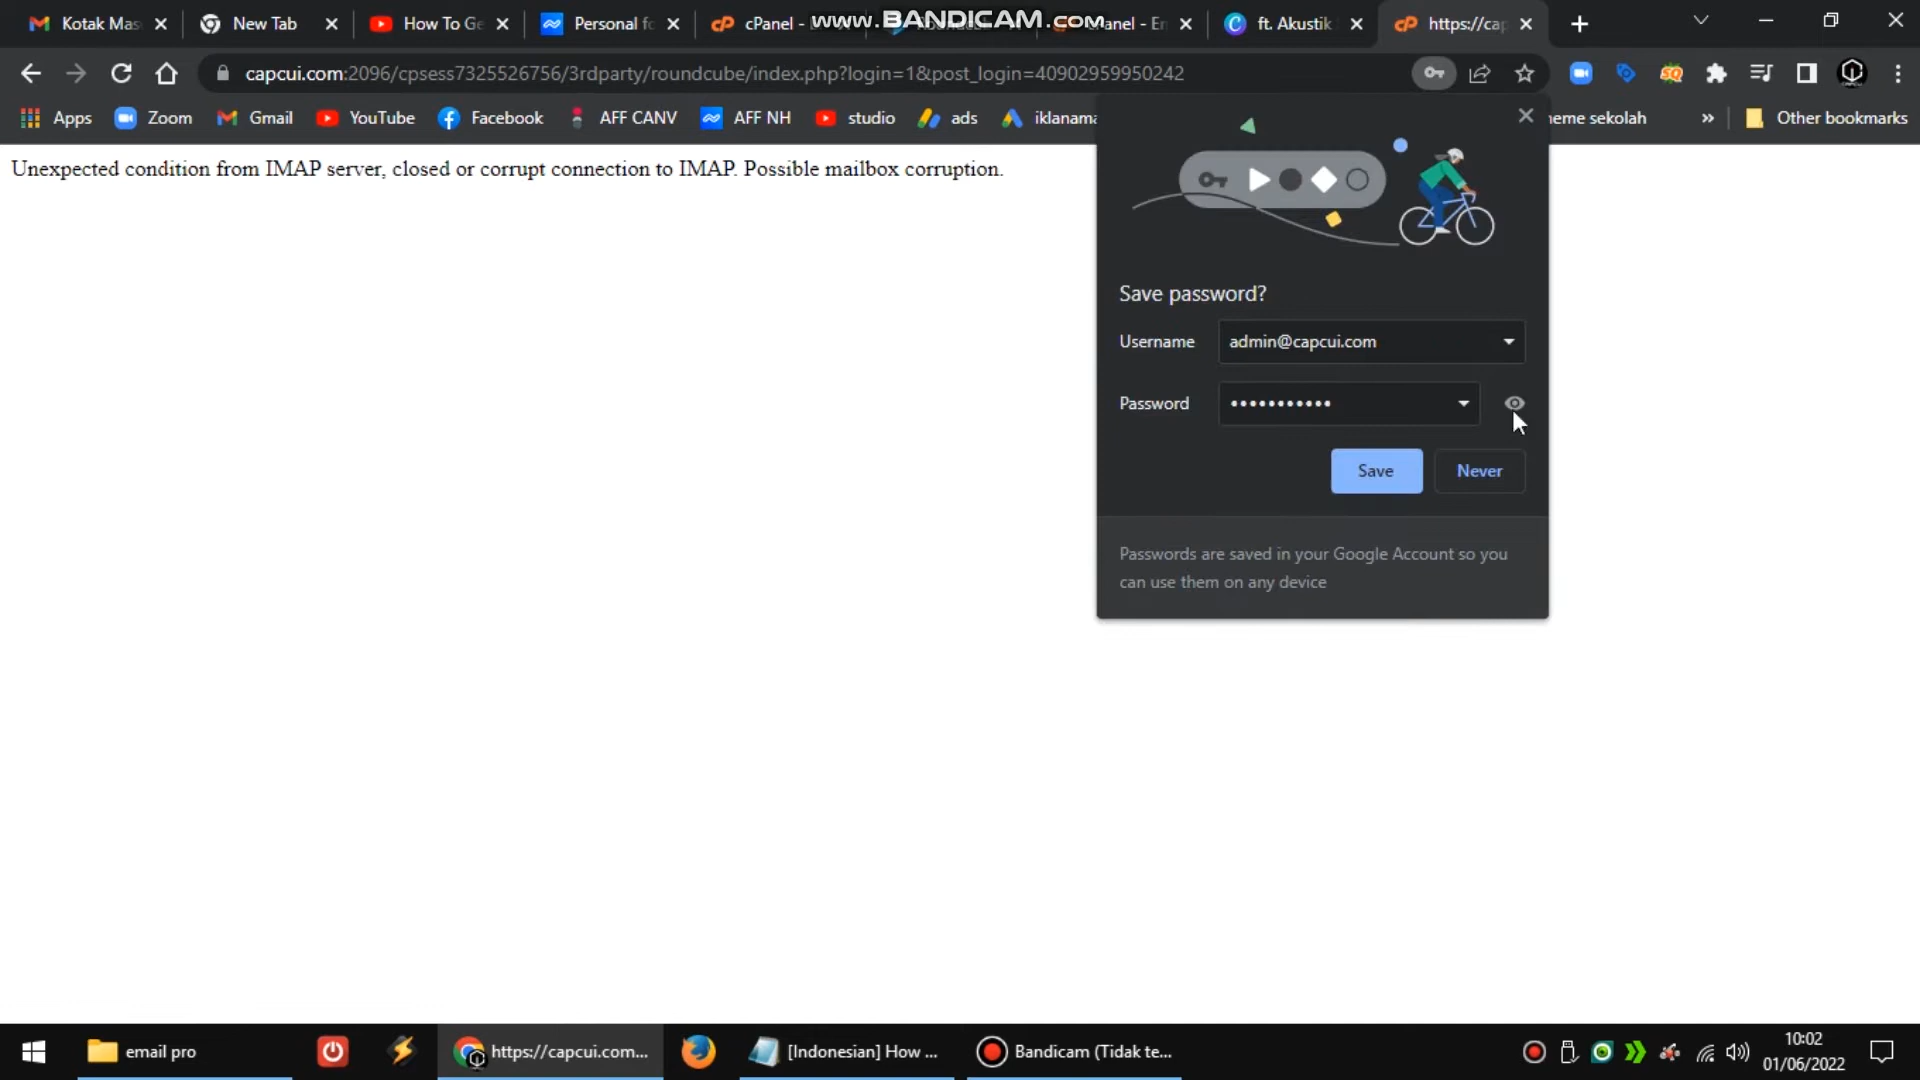 www.BANDICAM.com
Kotak Mas
New Tab
How To Ge
Personal fo
cPanel -
anel - En
ft. Akustik
https://cap
capcui.com:2096/cpsess7325526756/3rdparty/roundcube/index.php?login=1&post_login=40902959950242
Apps
Zoom
Gmail
YouTube
Facebook
AFF CANV
AFF NH
studio
ads
iklanama
heme sekolah
»
Other bookmarks
Unexpected condition from IMAP server, closed or corrupt connection to IMAP. Possible mailbox corruption.
Save password?
Username
admin@capcui.com
Password
•••••••••••
Save
Never
Passwords are saved in your Google Account so you
can use them on any device
email pro
https://capcui.com...
[Indonesian] How ...
Bandicam (Tidak te...
10:02
01/06/2022